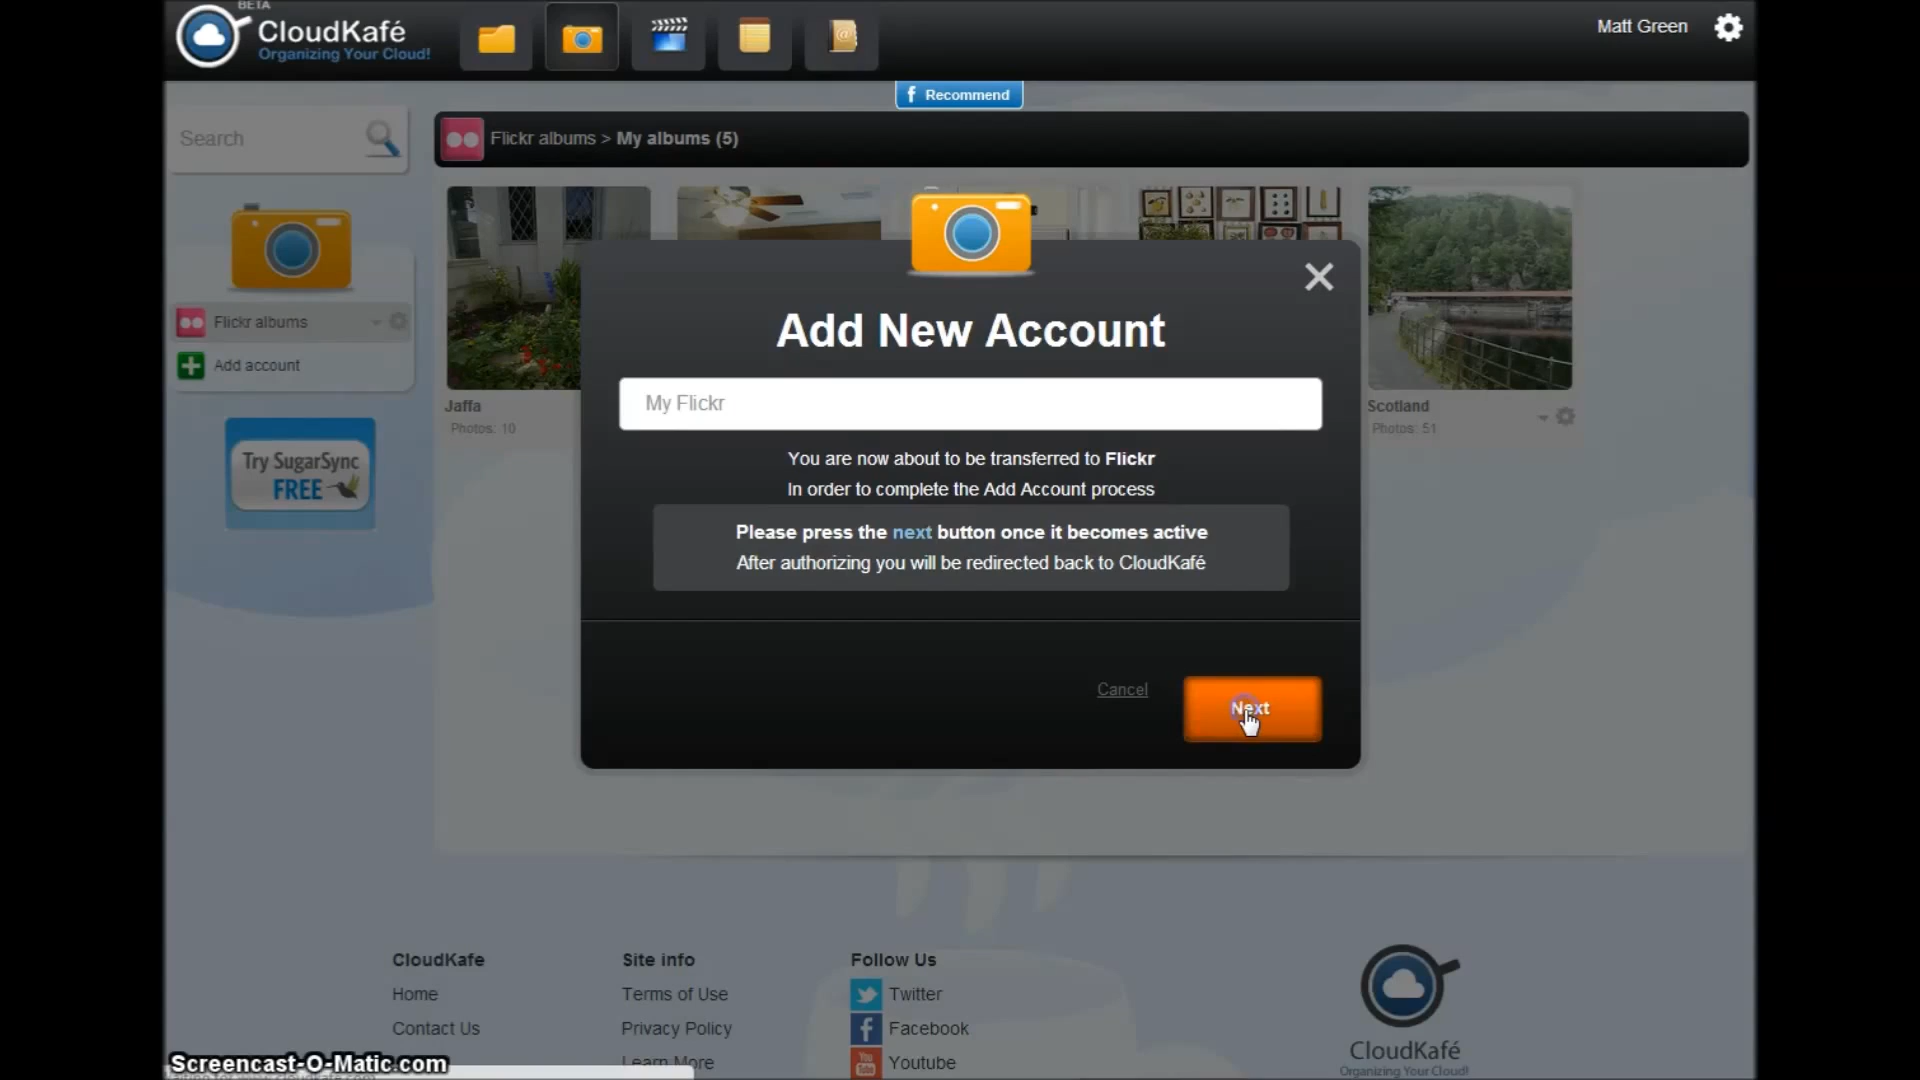 BETA
CloudKafé
Organizing Your Cloud!
Matt Green
f Recommend
Search
Flickr albums > My albums (5)
Flickr albums
Add account
Try SugarSync
FREE
Jaffa
Photos: 10
Scotland
Photos: 51
Add New Account
My Flickr
You are now about to be transferred to Flickr
In order to complete the Add Account process
Please press the next button once it becomes active
After authorizing you will be redirected back to CloudKafé
Cancel
Next
CloudKafe
Home
Contact Us
Site info
Terms of Use
Privacy Policy
Learn More
Follow Us
Twitter
Facebook
You
Youtube
CloudKafé
Organizing Your Cloud!
Screencast-O-Matic.com